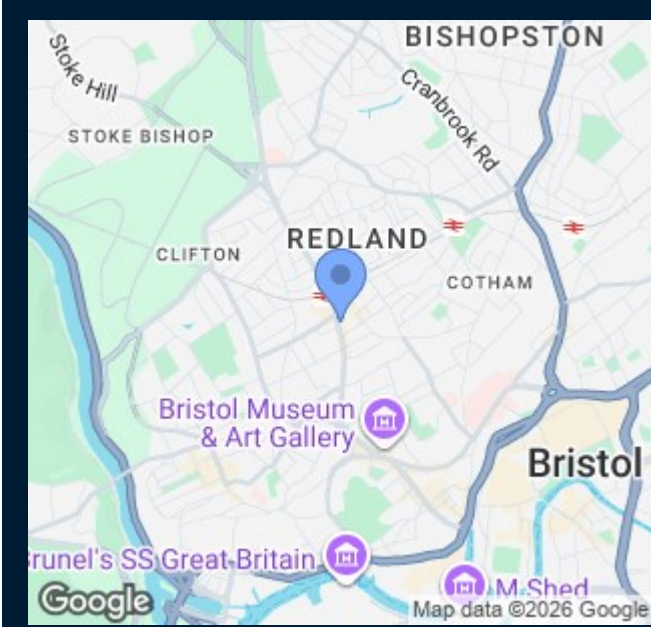 BISHOPSTON
Stoke Hill
Cranbrook Rd
STOKE BISHOP
REDLAND
CLIFTON
COTHAM
Bristol Museum
& Art Gallery
Bristol
Brunel's SS Great Britain
M Shed
Google
Map data ©2026 Google